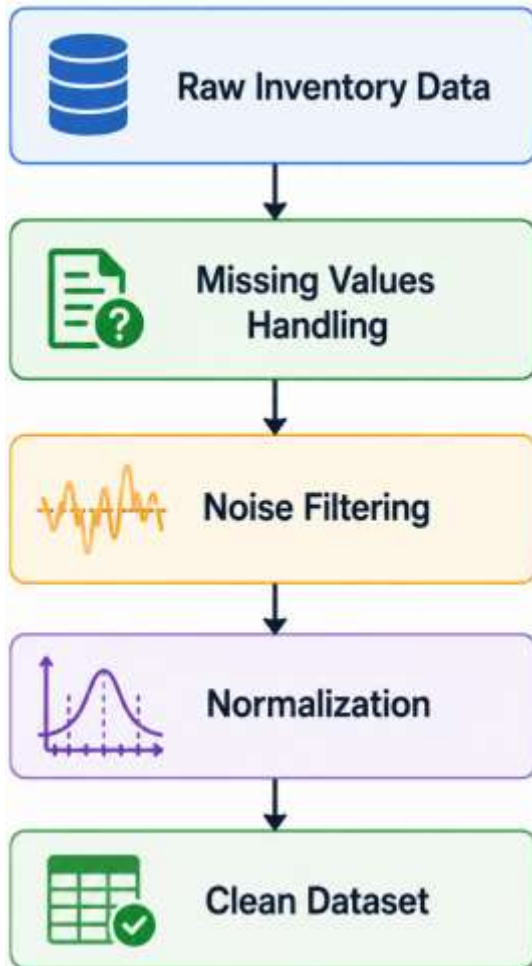 Raw Inventory Data
Missing Values
Handling
?
Noise Filtering
Normalization
Clean Dataset